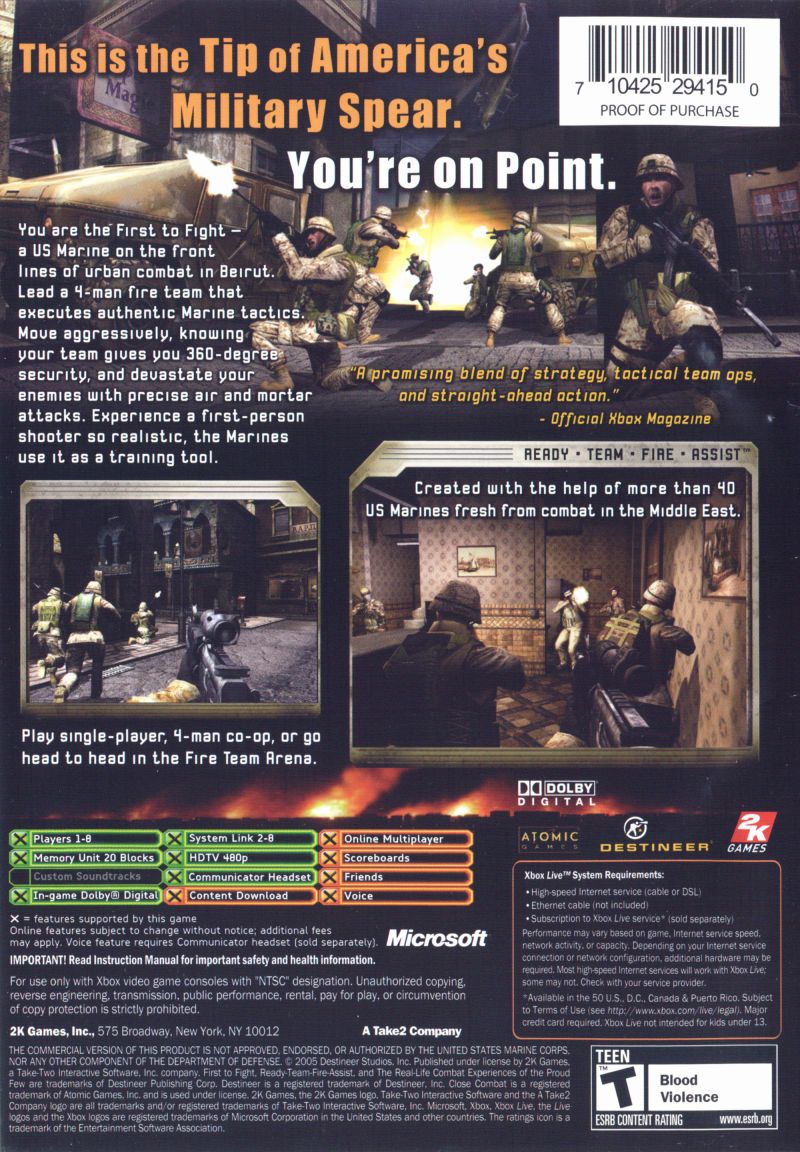 This is the Tip of America's
Military Spear.
You're on Point.
7 10425 29415 0
PROOF OF PURCHASE
You are the First to Fight –
a US Marine on the front
lines of urban combat in Beirut.
Lead a 4-man fire team that
executes authentic Marine tactics.
Move aggressively, knowing
your team gives you 360-degree
security, and devastate your
enemies with precise air and mortar
attacks. Experience a first-person
shooter so realistic, the Marines
use it as a training tool.
"A promising blend of strategy, tactical team ops,
and straight-ahead action."
- Official Xbox Magazine
READY • TEAM • FIRE • ASSIST™
Created with the help of more than 40
US Marines fresh from combat in the Middle East.
Play single-player, 4-man co-op, or go
head to head in the Fire Team Arena.
DOLBY
DIGITAL
Players 1-8
System Link 2-8
Online Multiplayer
Memory Unit 20 Blocks
HDTV 480p
Scoreboards
Custom Soundtracks
Communicator Headset
Friends
In-game Dolby® Digital
Content Download
Voice
X = features supported by this game
Online features subject to change without notice; additional fees
may apply. Voice feature requires Communicator headset (sold separately).
Microsoft
IMPORTANT! Read Instruction Manual for important safety and health information.
For use only with Xbox video game consoles with "NTSC" designation. Unauthorized copying,
reverse engineering, transmission, public performance, rental, pay for play, or circumvention
of copy protection is strictly prohibited.
2K Games, Inc., 575 Broadway, New York, NY 10012
A Take2 Company
ATOMIC
GAMES
DESTINEER®
2K
GAMES
Xbox Live™ System Requirements:
• High-speed Internet service (cable or DSL)
• Ethernet cable (not included)
• Subscription to Xbox Live service* (sold separately)
Performance may vary based on game, Internet service speed,
network activity, or capacity. Depending on your Internet service
connection or network configuration, additional hardware may be
required. Most high-speed Internet services will work with Xbox Live;
some may not. Check with your service provider.
*Available in the 50 U.S., D.C., Canada & Puerto Rico. Subject
to Terms of Use (see http://www.xbox.com/live/legal). Major
credit card required. Xbox Live not intended for kids under 13.
THE COMMERCIAL VERSION OF THIS PRODUCT IS NOT APPROVED, ENDORSED, OR AUTHORIZED BY THE UNITED STATES MARINE CORPS,
NOR ANY OTHER COMPONENT OF THE DEPARTMENT OF DEFENSE. © 2005 Destineer Studios, Inc. Published under license by 2K Games,
a Take-Two Interactive Software, Inc. company. First to Fight, Ready-Team-Fire-Assist, and The Real-Life Combat Experiences of the Proud
Few are trademarks of Destineer Publishing Corp. Destineer is a registered trademark of Destineer, Inc. Close Combat is a registered
trademark of Atomic Games, Inc. and is used under license. 2K Games, the 2K Games logo, Take-Two Interactive Software and the A Take2
Company logo are all trademarks and/or registered trademarks of Take-Two Interactive Software, Inc. Microsoft, Xbox, Xbox Live, the Live
logos and the Xbox logos are registered trademarks of Microsoft Corporation in the United States and other countries. The ratings icon is a
trademark of the Entertainment Software Association.
TEEN
T™
Blood
Violence
ESRB CONTENT RATING
www.esrb.org